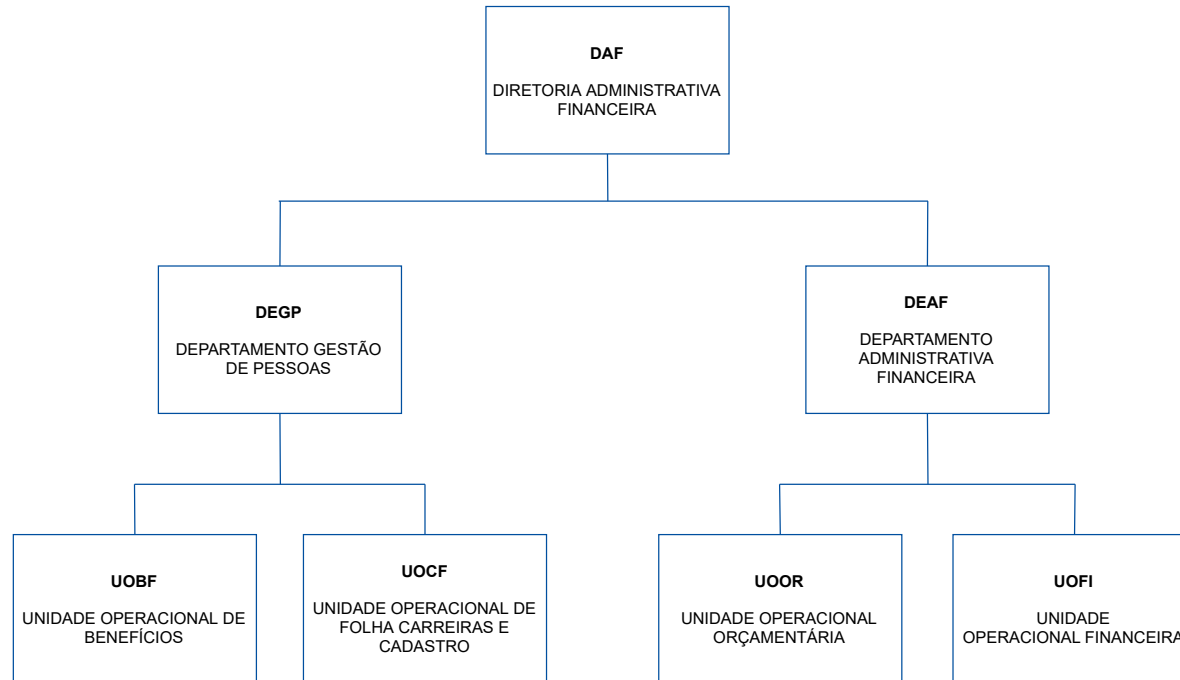 DAF
DIRETORIA ADMINISTRATIVA
FINANCEIRA
DEGP
DEPARTAMENTO GESTÃO
DE PESSOAS
DEAF
DEPARTAMENTO
ADMINISTRATIVA
FINANCEIRA
UOBF
UNIDADE OPERACIONAL DE
BENEFÍCIOS
UOCF
UNIDADE OPERACIONAL DE
FOLHA CARREIRAS E
CADASTRO
UOOR
UNIDADE OPERACIONAL
ORÇAMENTÁRIA
UOFI
UNIDADE
OPERACIONAL FINANCEIRA